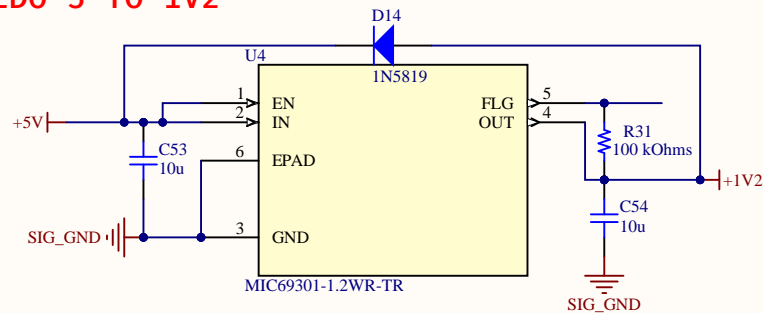 LDO 5 TO 1V2
D14
U4
1N5819
1
EN
FLG
5
+5V
2
IN
OUT
4
R31
100 kOhms
C53
10u
6
EPAD
+1V2
C54
10u
SIG_GND
3
GND
MIC69301-1.2WR-TR
SIG_GND